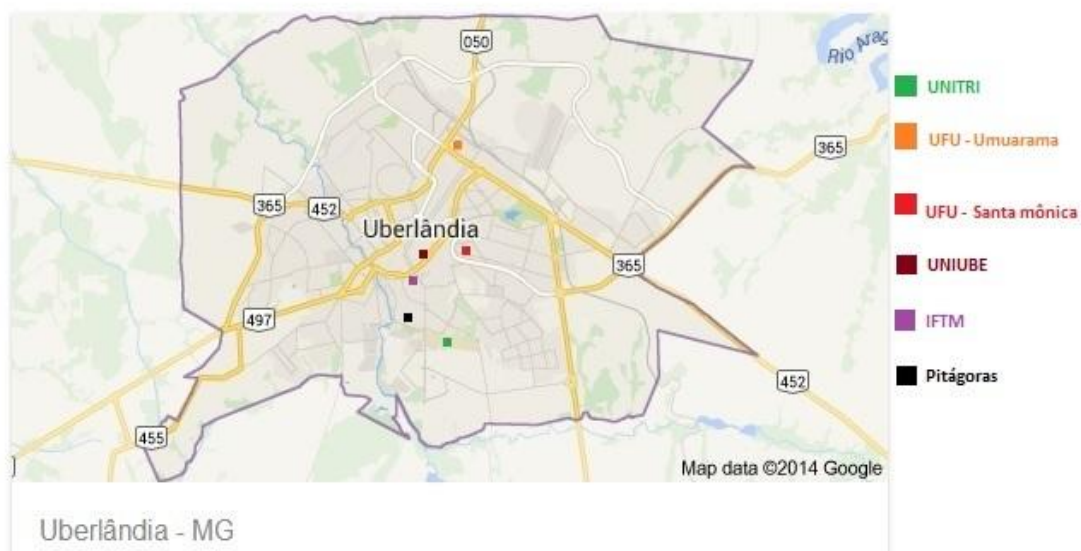 050
Rio Arag
365
365
452
Uberlândia
365
497
452
455
Map data ©2014 Google
Uberlândia - MG
UNITRI
UFU - Umuarama
UFU - Santa mônica
UNIUBE
IFTM
Pitágoras